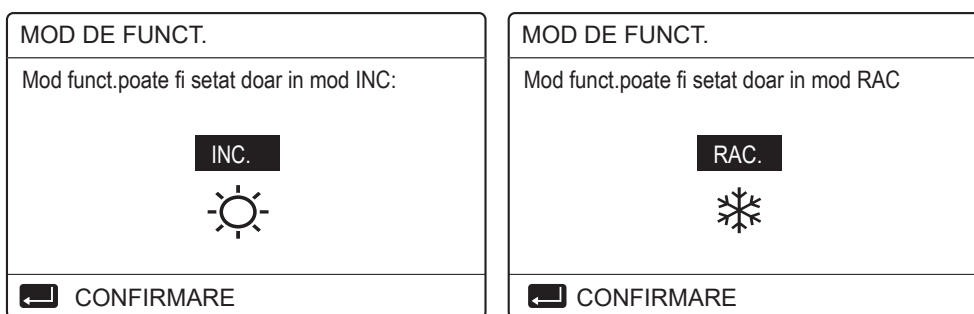 MOD DE FUNCT.
Mod funct.poate fi setat doar in mod INC:
INC.
CONFIRMARE
MOD DE FUNCT.
Mod funct.poate fi setat doar in mod RAC
RAC.
CONFIRMARE